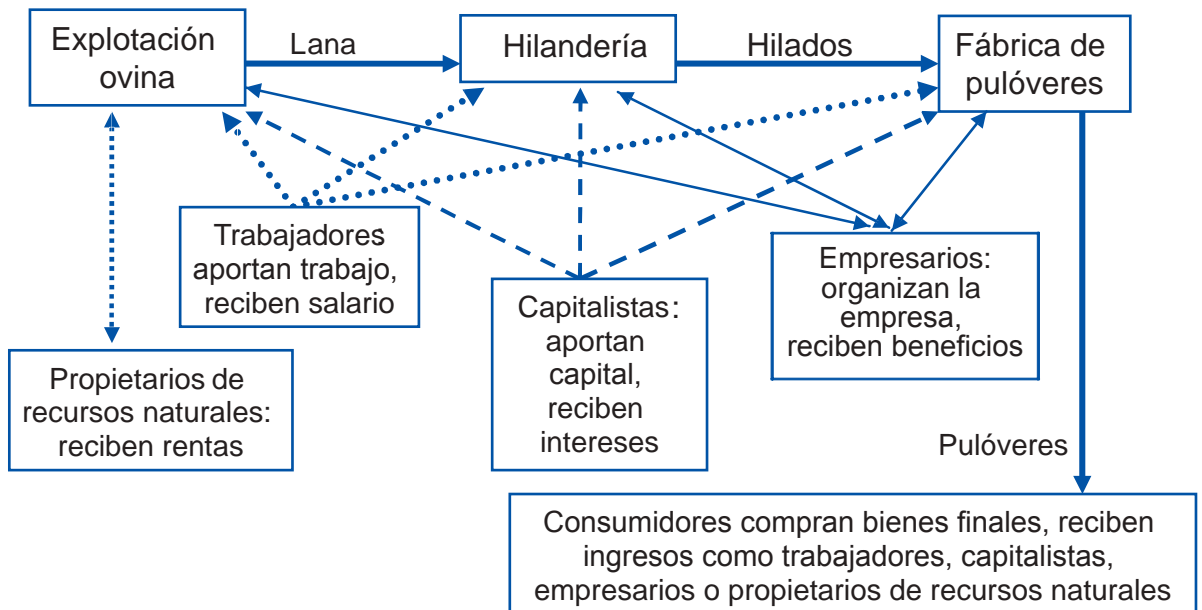 Explotación
ovina
Lana
Hilandería
Hilados
Fábrica de
pulóveres
Trabajadores
aportan trabajo,
reciben salario
Capitalistas:
aportan
capital,
reciben
intereses
Empresarios:
organizan la
empresa,
reciben beneficios
Propietarios de
recursos naturales:
reciben rentas
Pulóveres
Consumidores compran bienes finales, reciben
ingresos como trabajadores, capitalistas,
empresarios o propietarios de recursos naturales